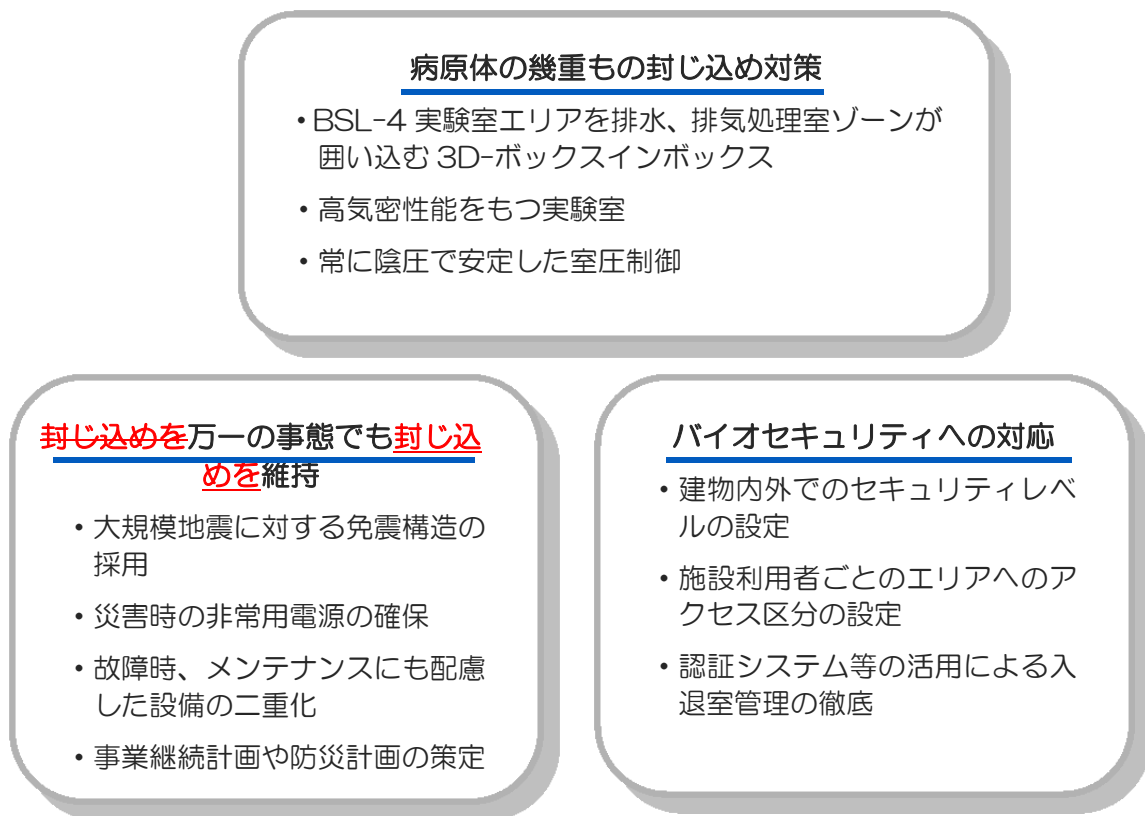 病原体の幾重もの封じ込め対策
・BSL-4 実験室エリアを排水、排気処理室ゾーンが
囲い込む 3D-ボックスインボックス
・高気密性能をもつ実験室
・常に陰圧で安定した室圧制御
封じ込めを万一の事態でも封じ込
めを維持
・大規模地震に対する免震構造の
採用
・災害時の非常用電源の確保
・故障時、メンテナンスにも配慮
した設備の二重化
・事業継続計画や防災計画の策定
バイオセキュリティへの対応
・建物内外でのセキュリティレベ
ルの設定
・施設利用者ごとのエリアへのア
クセス区分の設定
・認証システム等の活用による入
退室管理の徹底